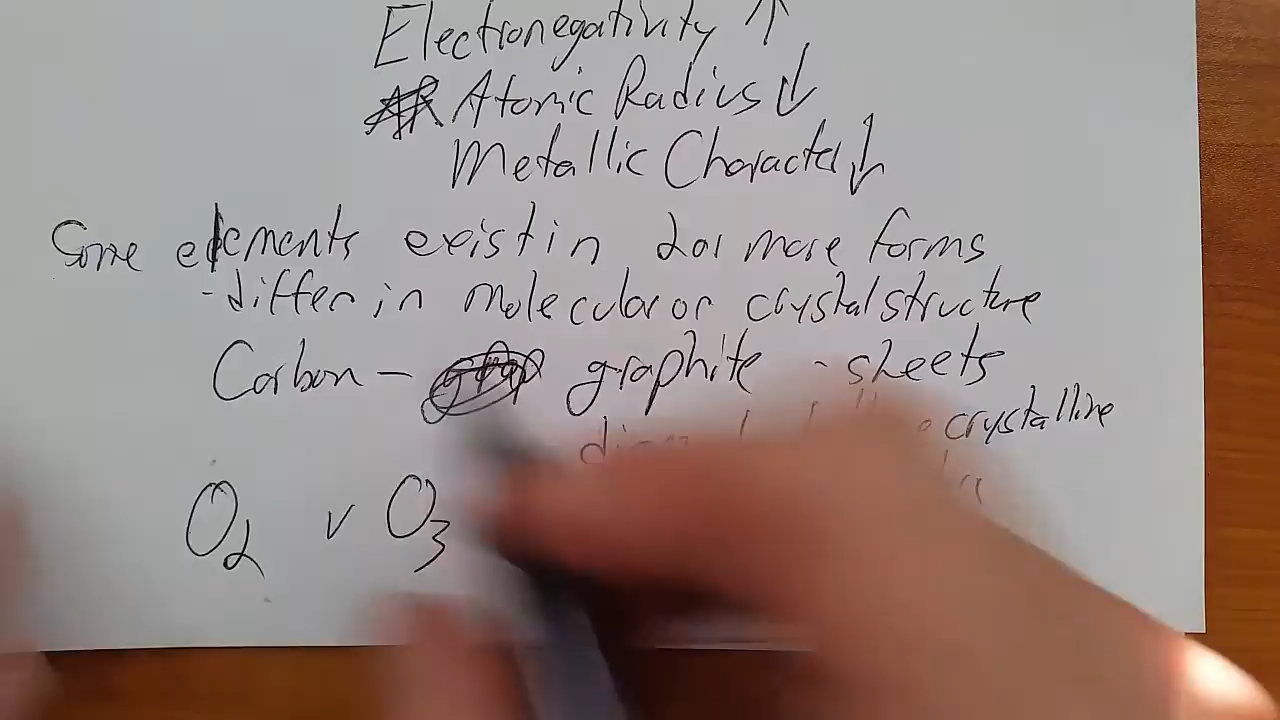 Electronegativity ↑
Atomic Radius ↓
Metallic Character ↓
Some elements exist in 2 or more forms
- differ in molecular or crystal structure
Carbon - graphite - sheets
crystalline
O2 v O3